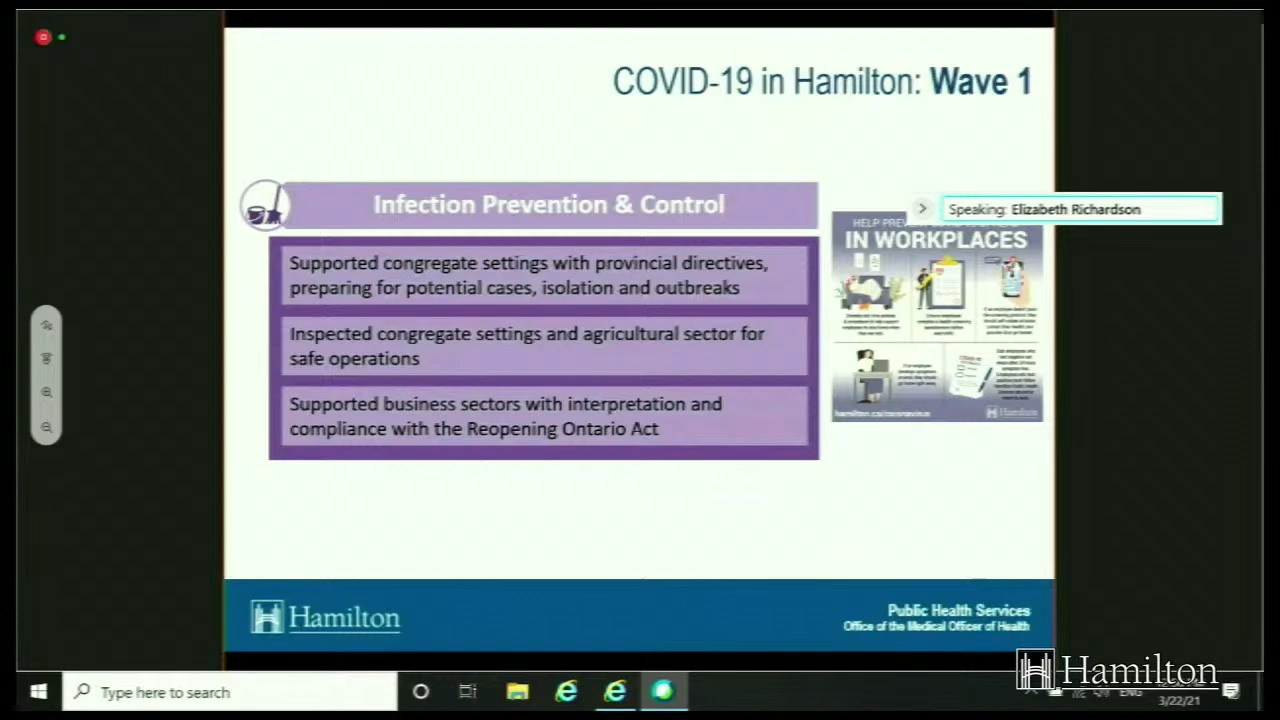 COVID-19 in Hamilton: Wave 1
Infection Prevention & Control
Speaking: Elizabeth Richardson
HELP
IN WORKPLACES
Supported congregate settings with provincial directives,
preparing for potential cases, isolation and outbreaks
Inspected congregate settings and agricultural sector for
safe operations
Supported business sectors with interpretation and
compliance with the Reopening Ontario Act
hamilton.ca/coronavirus
Hamilton
Hamilton
Public Health Services
Office of the Medical Officer of Health
Hamilton
Type here to search
ENG
3/22/21